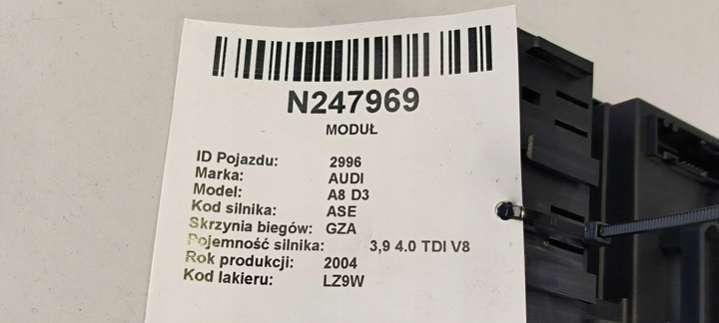 N247969
MODUŁ
ID Pojazdu: 2996
Marka: AUDI
Model: A8 D3
Kod silnika: ASE
Skrzynia biegów: GZA
Pojemność silnika: 3,9 4.0 TDI V8
Rok produkcji: 2004
Kod lakieru: LZ9W